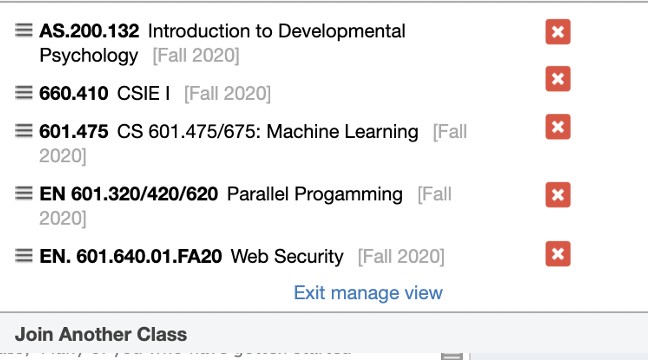 AS.200.132 Introduction to Developmental
Psychology [Fall 2020]
660.410 CSIE I [Fall 2020]
601.475 CS 601.475/675: Machine Learning [Fall
2020]
EN 601.320/420/620 Parallel Progamming [Fall
2020]
EN. 601.640.01.FA20 Web Security [Fall 2020]
Exit manage view
Join Another Class